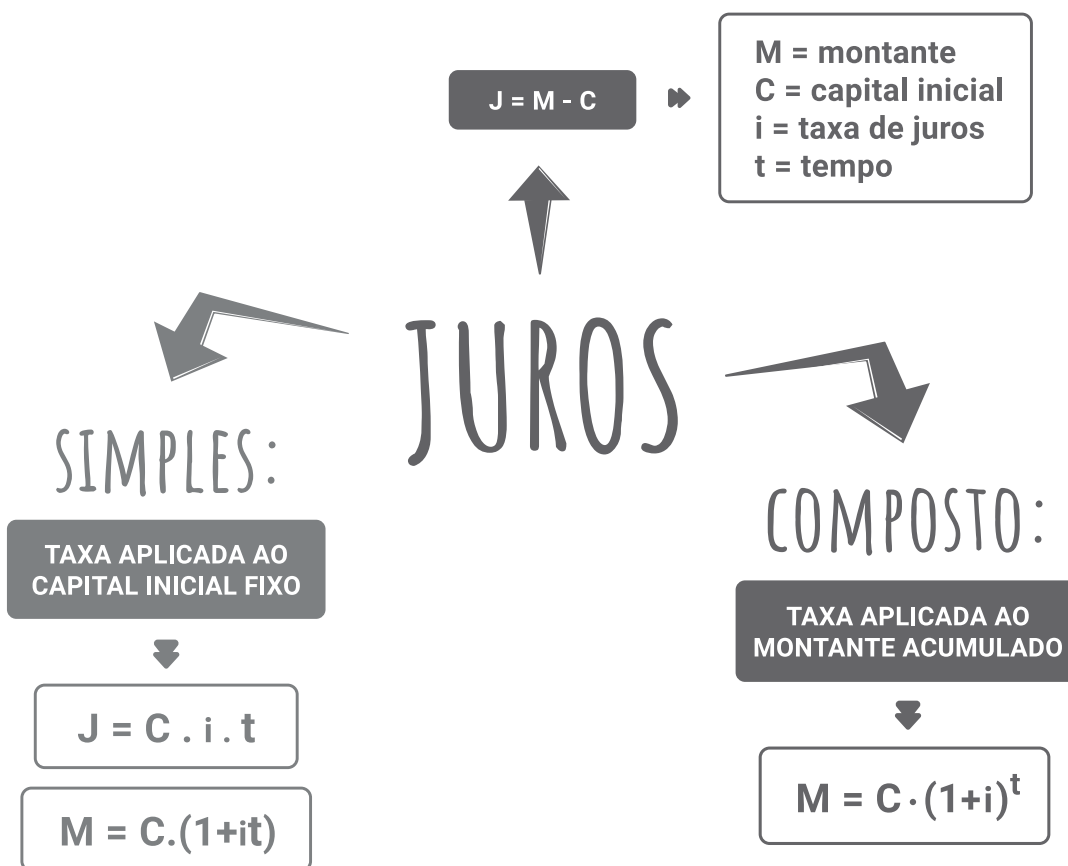 J = M - C
M = montante
C = capital inicial
i = taxa de juros
t = tempo
JUROS
SIMPLES:
TAXA APLICADA AO
CAPITAL INICIAL FIXO
J = C . i . t
M = C.(1+it)
COMPOSTO:
TAXA APLICADA AO
MONTANTE ACUMULADO
M = C·(1+i)^t